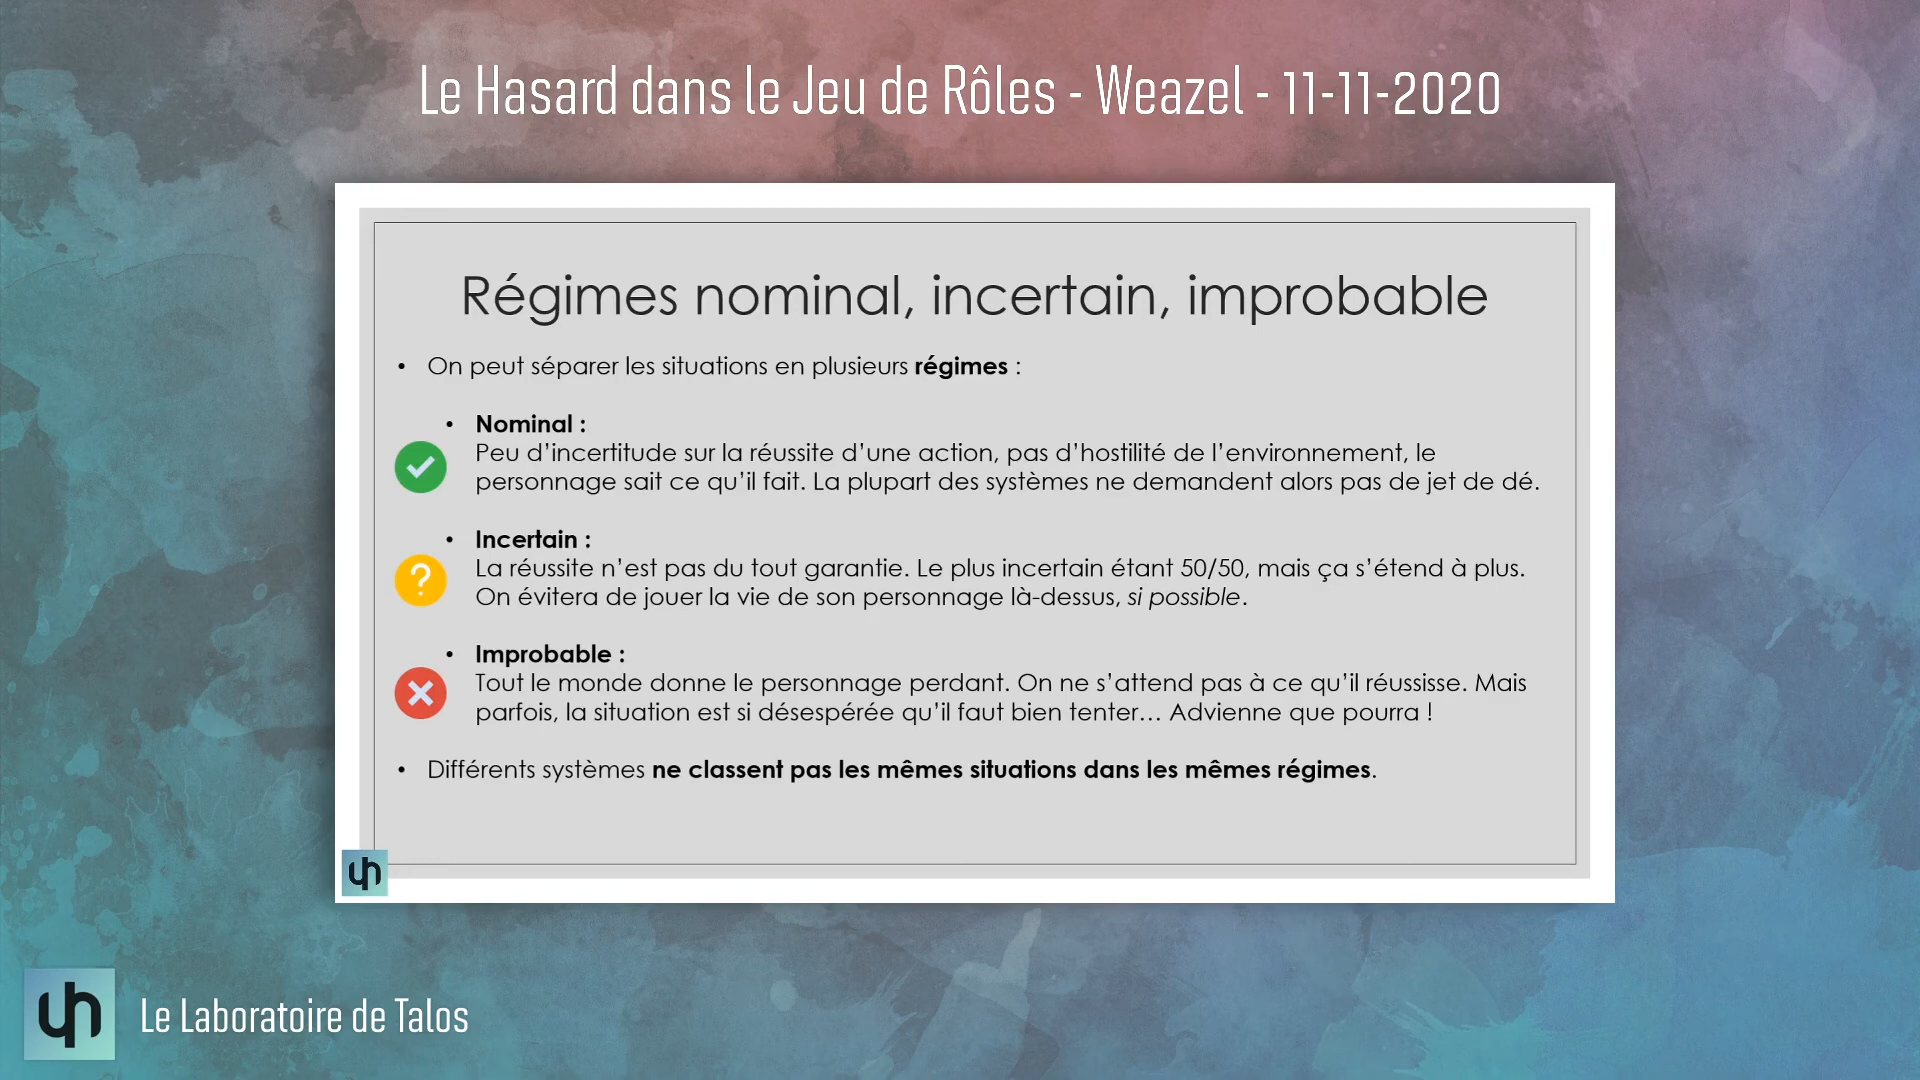 Le Hasard dans le Jeu de Rôles - Weazel - 11-11-2020
Régimes nominal, incertain, improbable
• On peut séparer les situations en plusieurs régimes :
• Nominal :
Peu d’incertitude sur la réussite d’une action, pas d’hostilité de l’environnement, le
personnage sait ce qu’il fait. La plupart des systèmes ne demandent alors pas de jet de dé.
• Incertain :
La réussite n’est pas du tout garantie. Le plus incertain étant 50/50, mais ça s’étend à plus.
On évitera de jouer la vie de son personnage là-dessus, si possible.
• Improbable :
Tout le monde donne le personnage perdant. On ne s’attend pas à ce qu’il réussisse. Mais
parfois, la situation est si désespérée qu’il faut bien tenter… Advienne que pourra !
• Différents systèmes ne classent pas les mêmes situations dans les mêmes régimes.
Le Laboratoire de Talos